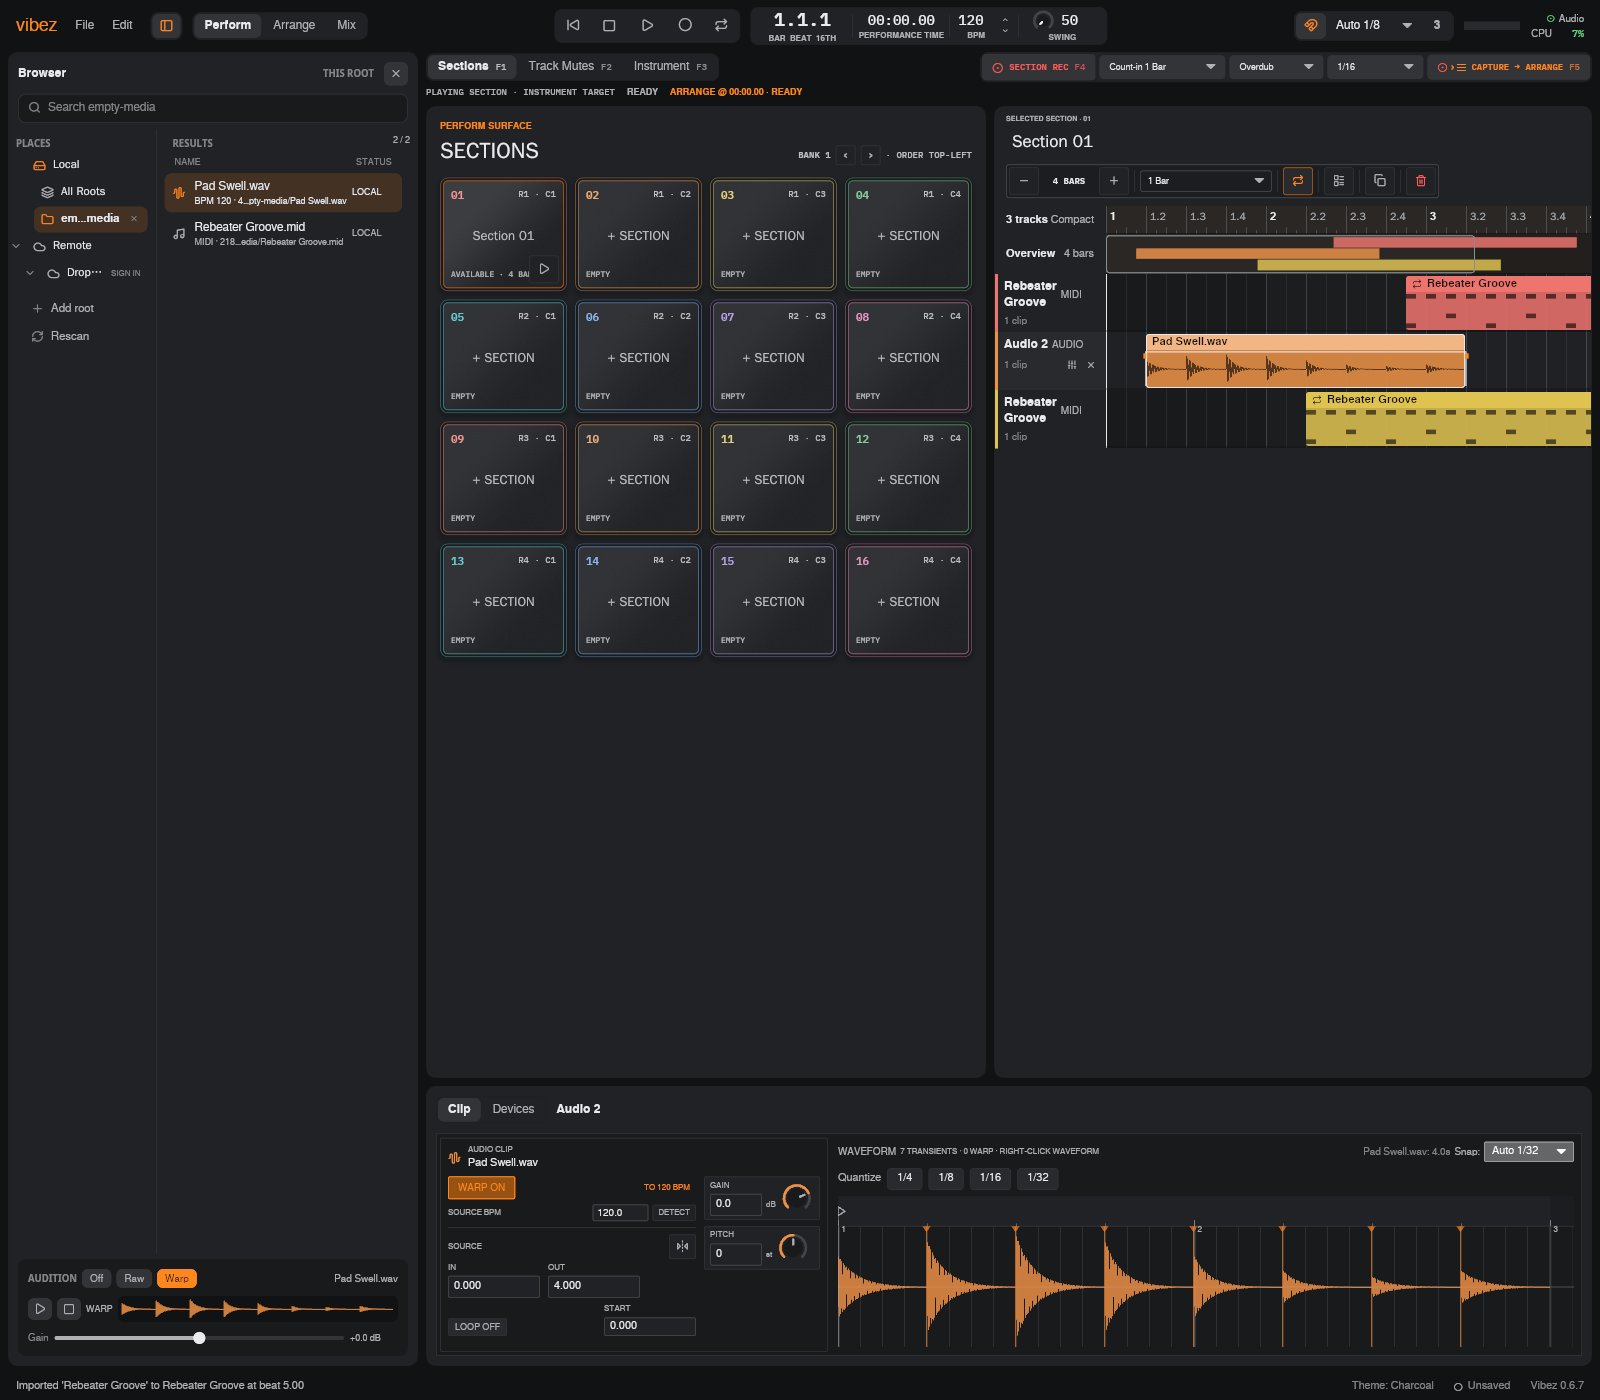 vibez File Edit Perform Arrange Mix
1.1.1
BAR BEAT 16TH
00:00.00
PERFORMANCE TIME
120
BPM
50
SWING
Auto 1/8 3
Audio
CPU 7%
Browser THIS ROOT
Search empty-media
PLACES
Local
All Roots
em...media
Remote
Drop··· SIGN IN
Add root
Rescan
RESULTS 2/2
NAME STATUS
Pad Swell.wav LOCAL
BPM 120 · 4...pty-media/Pad Swell.wav
Rebeater Groove.mid LOCAL
MIDI · 218...edia/Rebeater Groove.mid
AUDITION Off Raw Warp Pad Swell.wav
WARP
Gain +0.0 dB
Sections F1 Track Mutes F2 Instrument F3
SECTION REC F4 Count-in 1 Bar Overdub 1/16 CAPTURE → ARRANGE F5
PLAYING SECTION · INSTRUMENT TARGET READY ARRANGE @ 00:00.00 · READY
PERFORM SURFACE
SECTIONS
BANK 1 ‹ › · ORDER TOP-LEFT
01 R1 · C1
Section 01
AVAILABLE · 4 BA
02 R1 · C2
+ SECTION
EMPTY
03 R1 · C3
+ SECTION
EMPTY
04 R1 · C4
+ SECTION
EMPTY
05 R2 · C1
+ SECTION
EMPTY
06 R2 · C2
+ SECTION
EMPTY
07 R2 · C3
+ SECTION
EMPTY
08 R2 · C4
+ SECTION
EMPTY
09 R3 · C1
+ SECTION
EMPTY
10 R3 · C2
+ SECTION
EMPTY
11 R3 · C3
+ SECTION
EMPTY
12 R3 · C4
+ SECTION
EMPTY
13 R4 · C1
+ SECTION
EMPTY
14 R4 · C2
+ SECTION
EMPTY
15 R4 · C3
+ SECTION
EMPTY
16 R4 · C4
+ SECTION
EMPTY
SELECTED SECTION · 01
Section 01
− 4 BARS + 1 Bar
3 tracks Compact 1 1.2 1.3 1.4 2 2.2 2.3 2.4 3 3.2 3.3 3.4
Overview 4 bars
Rebeater Groove MIDI
1 clip
Rebeater Groove
Audio 2 AUDIO
1 clip
Pad Swell.wav
Rebeater Groove MIDI
1 clip
Rebeater Groove
Clip Devices Audio 2
AUDIO CLIP
Pad Swell.wav
WARP ON TO 120 BPM
SOURCE BPM 120.0 DETECT
SOURCE
IN OUT
0.000 4.000
START
LOOP OFF 0.000
GAIN
0.0 dB
PITCH
0 st
WAVEFORM 7 TRANSIENTS · 0 WARP · RIGHT-CLICK WAVEFORM
Pad Swell.wav: 4.0s Snap: Auto 1/32
Quantize 1/4 1/8 1/16 1/32
1 2 3
Imported 'Rebeater Groove' to Rebeater Groove at beat 5.00
Theme: Charcoal Unsaved Vibez 0.6.7